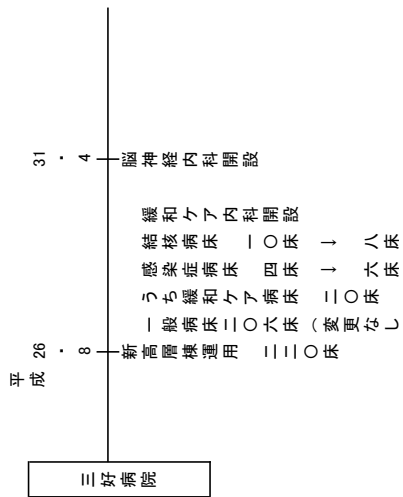 三好病院
平成
26・8
新高層棟運用 二二〇床
一般病床二〇六床（変更なし
うち緩和ケア病床 二〇床
感染症病床 四床 → 六床
結核病床 一〇床 → 八床
緩和ケア内科開設
31・4
脳神経内科開設